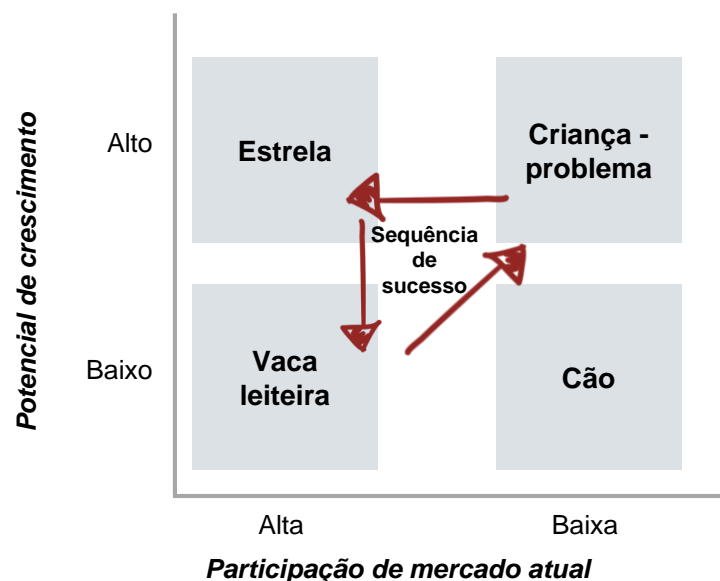 Potencial de crescimento
Alto
Estrela
Criança -
problema
Sequência
de
sucesso
Baixo
Vaca
leiteira
Cão
Alta
Baixa
Participação de mercado atual